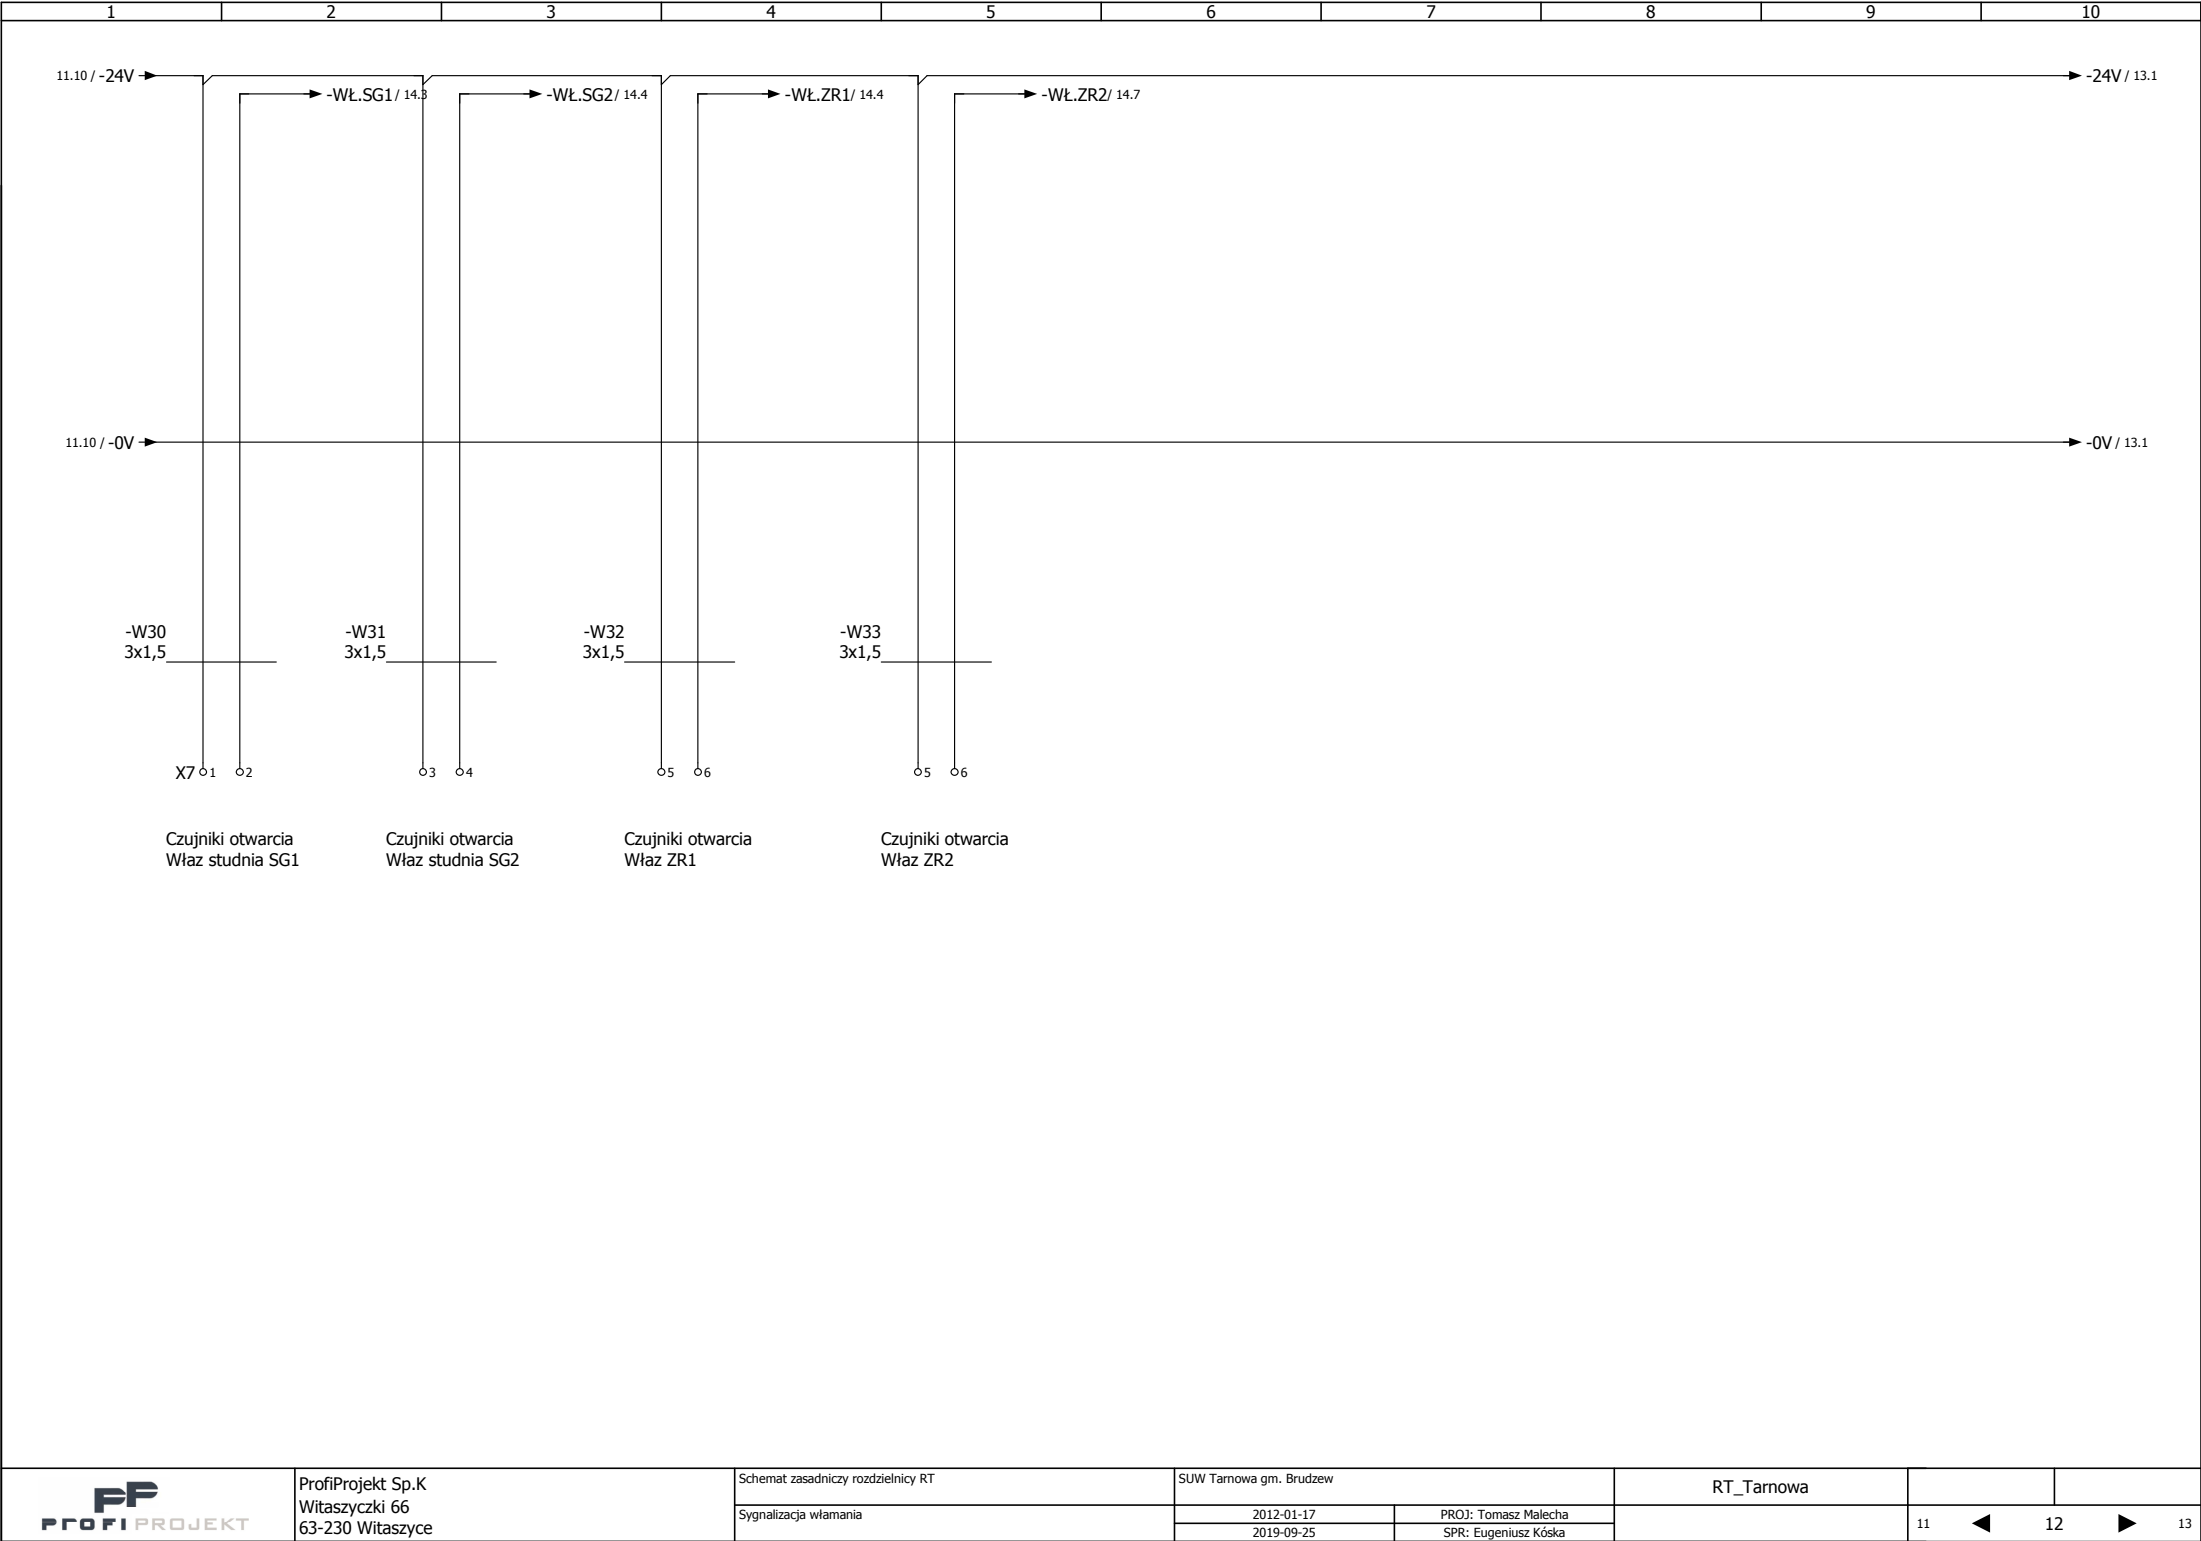 1 2 3 4 5 6 7 8 9 10
11.10 / -24V
-24V / 13.1
-WŁ.SG1/ 14.3
-WŁ.SG2/ 14.4
-WŁ.ZR1/ 14.4
-WŁ.ZR2/ 14.7
11.10 / -0V
-0V / 13.1
-W30
3x1,5
-W31
3x1,5
-W32
3x1,5
-W33
3x1,5
X7 1 2 3 4 5 6 5 6
Czujniki otwarcia
Właz studnia SG1
Czujniki otwarcia
Właz studnia SG2
Czujniki otwarcia
Właz ZR1
Czujniki otwarcia
Właz ZR2
PP
PROFIPROJEKT
ProfiProjekt Sp.K
Witaszyczki 66
63-230 Witaszyce
Schemat zasadniczy rozdzielnicy RT
Sygnalizacja włamania
SUW Tarnowa gm. Brudzew
2012-01-17
PROJ: Tomasz Malecha
2019-09-25
SPR: Eugeniusz Kóska
RT_Tarnowa
11 12 13